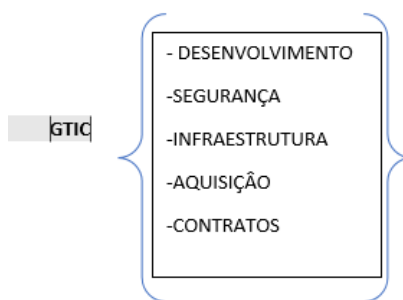 - DESENVOLVIMENTO
-SEGURANÇA
GTIC
-INFRAESTRUTURA
-AQUISIÇÂO
-CONTRATOS